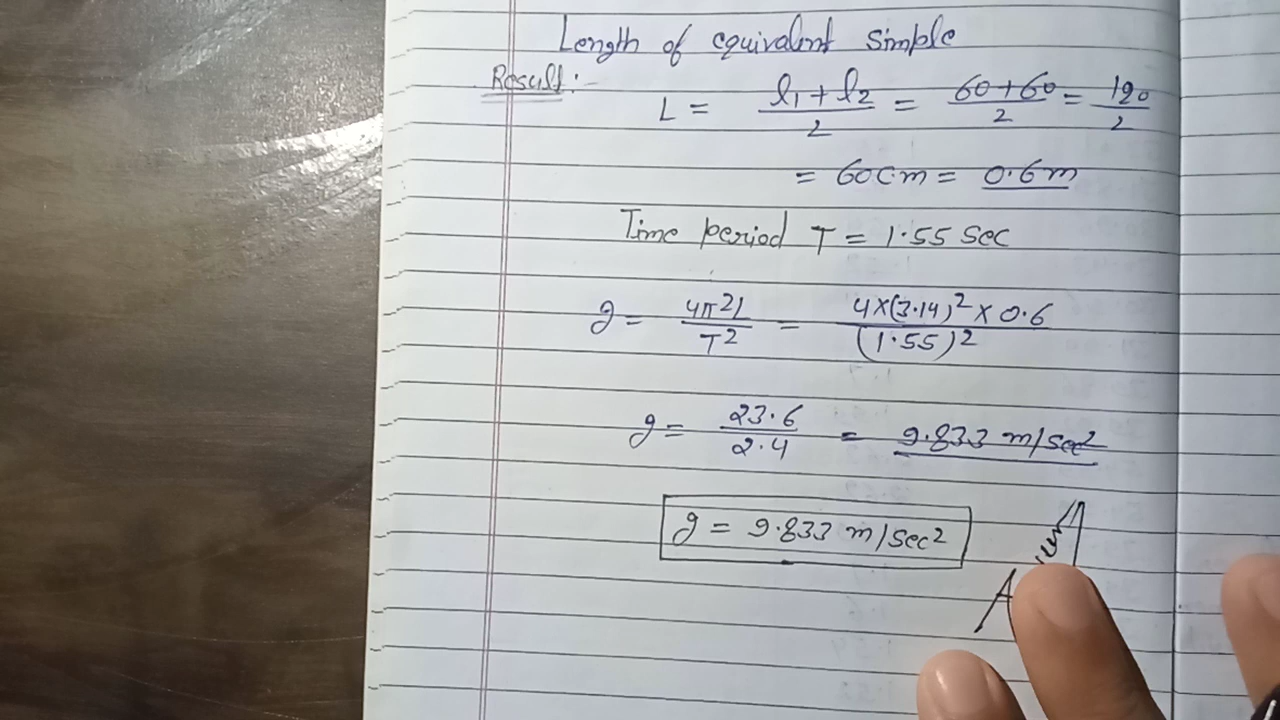 Length of equivalent Simple
Result:-
L = l1 + l2 / 2 = 60+60 / 2 = 120 / 2
= 60cm = 0.6m
Time period T = 1.55 Sec
g = 4π²L / T² = 4×(3.14)²×0.6 / (1.55)²
g = 23.6 / 2.4 = 9.833 m/sec²
g = 9.833 m/sec²